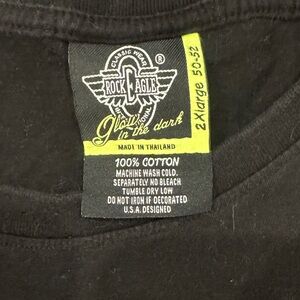 CLASSIC WEAR
®
ROCK EAGLE
Glow
in the dark
2Xlarge 50-52
MADE IN THAILAND
100% COTTON
MACHINE WASH COLD.
SEPARATELY NO BLEACH
TUMBLE DRY LOW
DO NOT IRON IF DECORATED
U.S.A. DESIGNED